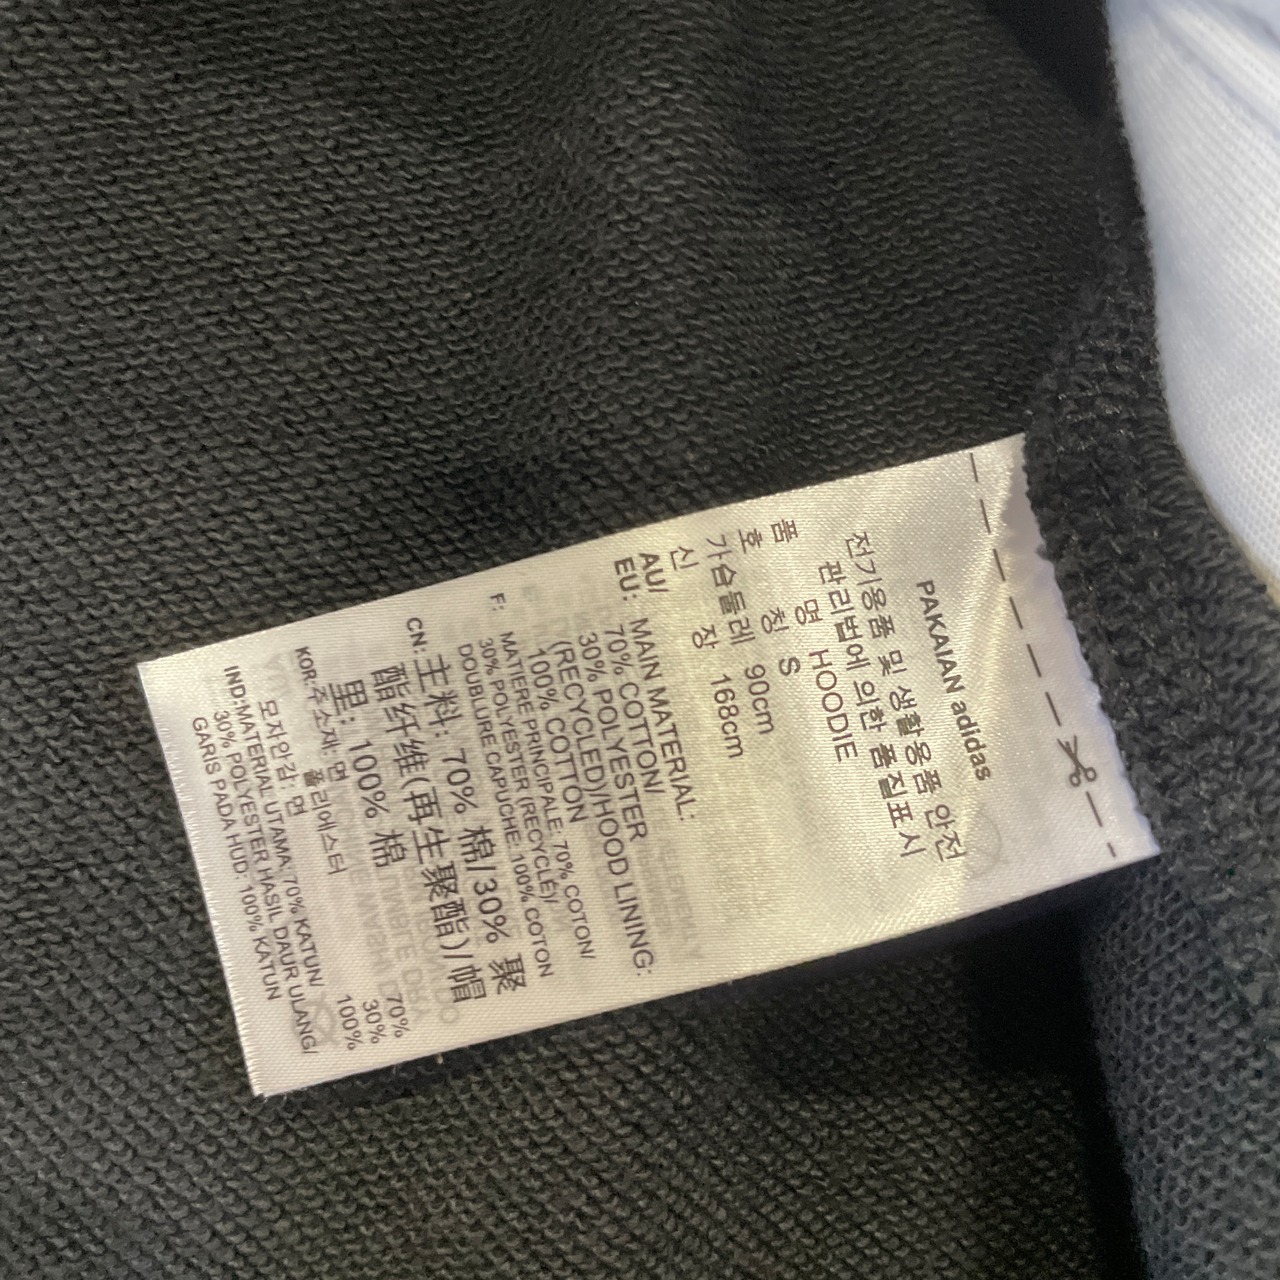 PAKAIAN adidas
전기용품 및 생활용품 안전
관리법에 의한 품질표시
품 명 HOODIE
호 칭 S
가슴둘레 90cm
신 장 168cm
AU/
EU: MAIN MATERIAL:
70% COTTON/
30% POLYESTER
(RECYCLED)/HOOD LINING:
100% COTTON
F: MATIERE PRINCIPALE: 70% COTON/
30% POLYESTER (RECYCLÉ)/
DOUBLURE CAPUCHE: 100% COTON
CN: 主料: 70% 棉/30% 聚
酯纤维(再生聚酯)/帽
里: 100% 棉
KOR: 주소재: 면 70%
폴리에스터 30%
모자안감: 면 100%
IND: MATERIAL UTAMA: 70% KATUN/
30% POLYESTER HASIL DAUR ULANG/
GARIS PADA HUD: 100% KATUN